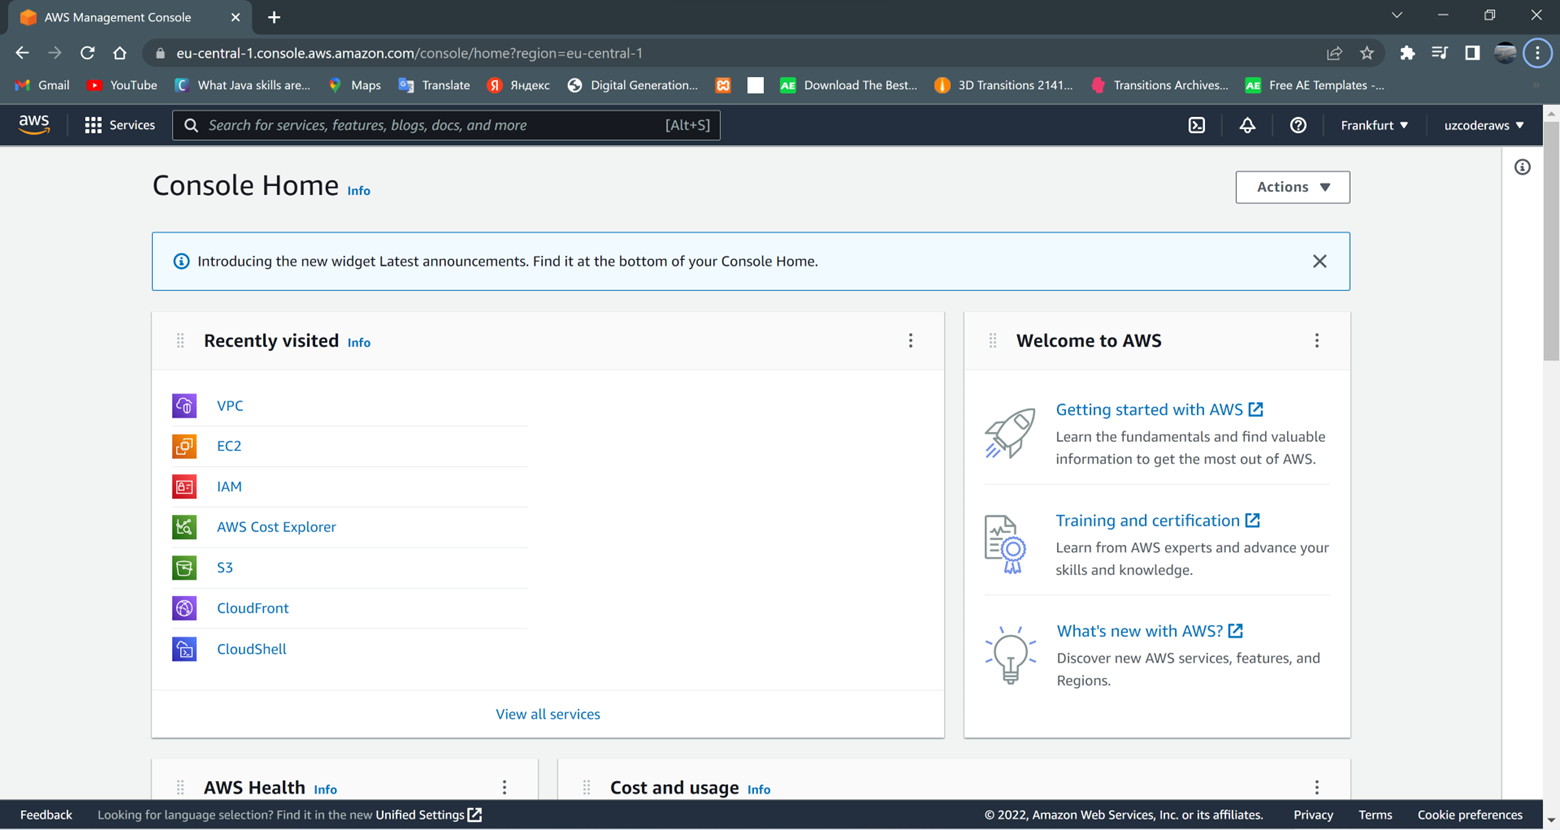 AWS Management Console
eu-central-1.console.aws.amazon.com/console/home?region=eu-central-1
Gmail YouTube What Java skills are... Maps Translate Яндекс Digital Generation... Download The Best... 3D Transitions 2141... Transitions Archives... Free AE Templates -...
aws Services Search for services, features, blogs, docs, and more [Alt+S] Frankfurt uzcoderaws
Console Home Info
Actions
Introducing the new widget Latest announcements. Find it at the bottom of your Console Home.
Recently visited Info
VPC
EC2
IAM
AWS Cost Explorer
S3
CloudFront
CloudShell
View all services
Welcome to AWS
Getting started with AWS
Learn the fundamentals and find valuable
information to get the most out of AWS.
Training and certification
Learn from AWS experts and advance your
skills and knowledge.
What's new with AWS?
Discover new AWS services, features, and
Regions.
AWS Health Info
Cost and usage Info
Feedback Looking for language selection? Find it in the new Unified Settings © 2022, Amazon Web Services, Inc. or its affiliates. Privacy Terms Cookie preferences